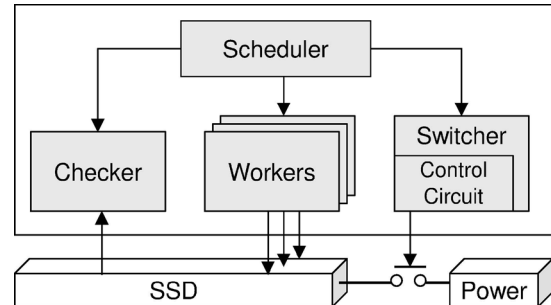 Scheduler
Checker
Workers
Switcher
Control
Circuit
SSD
Power